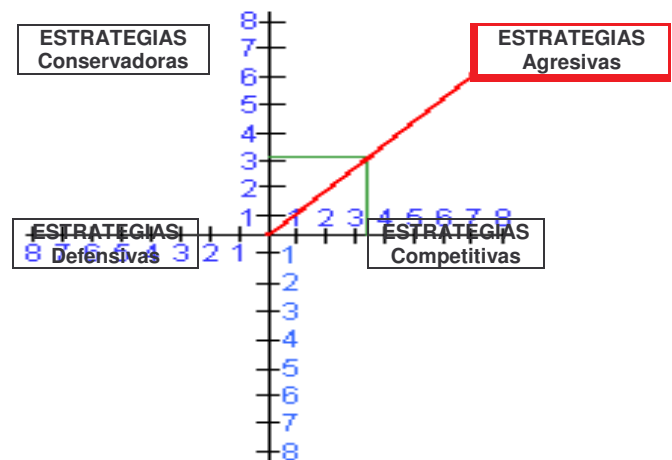 ESTRATEGIAS
Conservadoras
ESTRATEGIAS
Agresivas
8
7
6
5
4
3
2
1
1 2 3 4 5 6 7 8
ESTRATEGIAS
Defensivas
8 7 6 5 4 3 2 1
ESTRATEGIAS
Competitivas
1
2
3
4
5
6
7
8